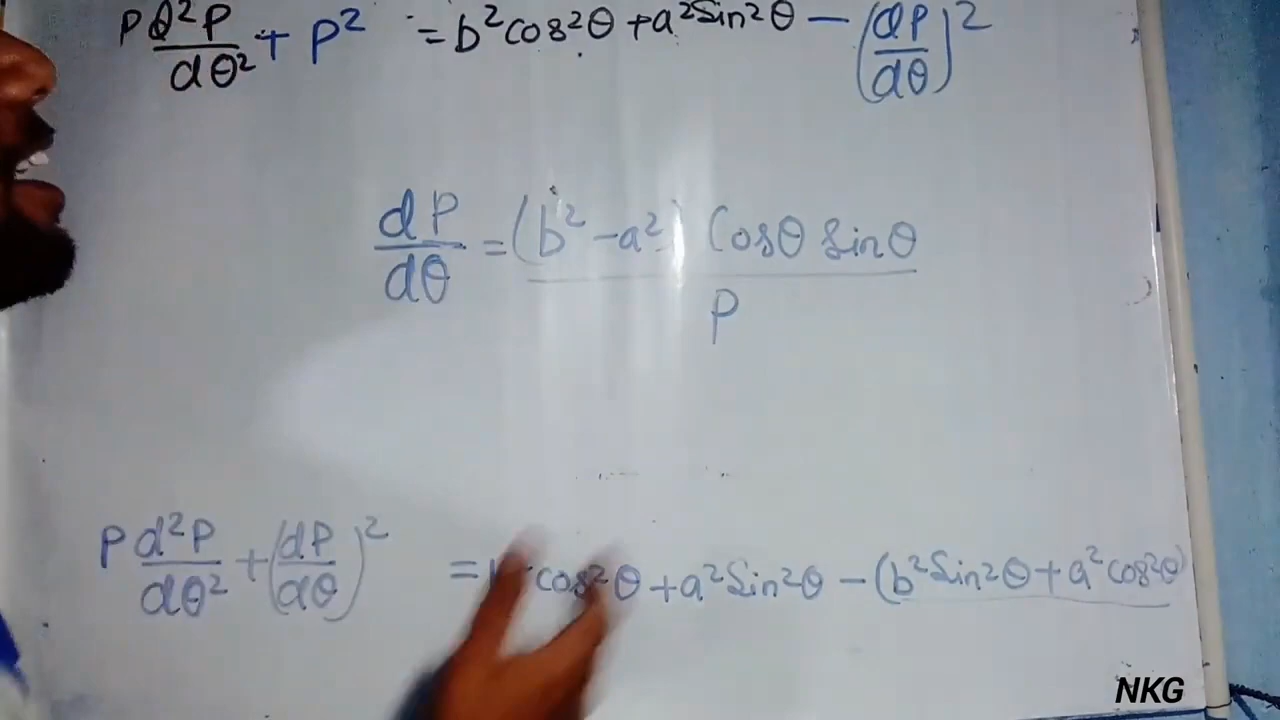 P d²P/dθ² + P² = b²cos²θ + a²sin²θ − (dP/dθ)²
dP/dθ = (b² − a²) Cosθ Sinθ / P
P d²P/dθ² + (dP/dθ)² = cos²θ + a²Sin²θ − (b²Sin²θ + a²cos²θ)
NKG